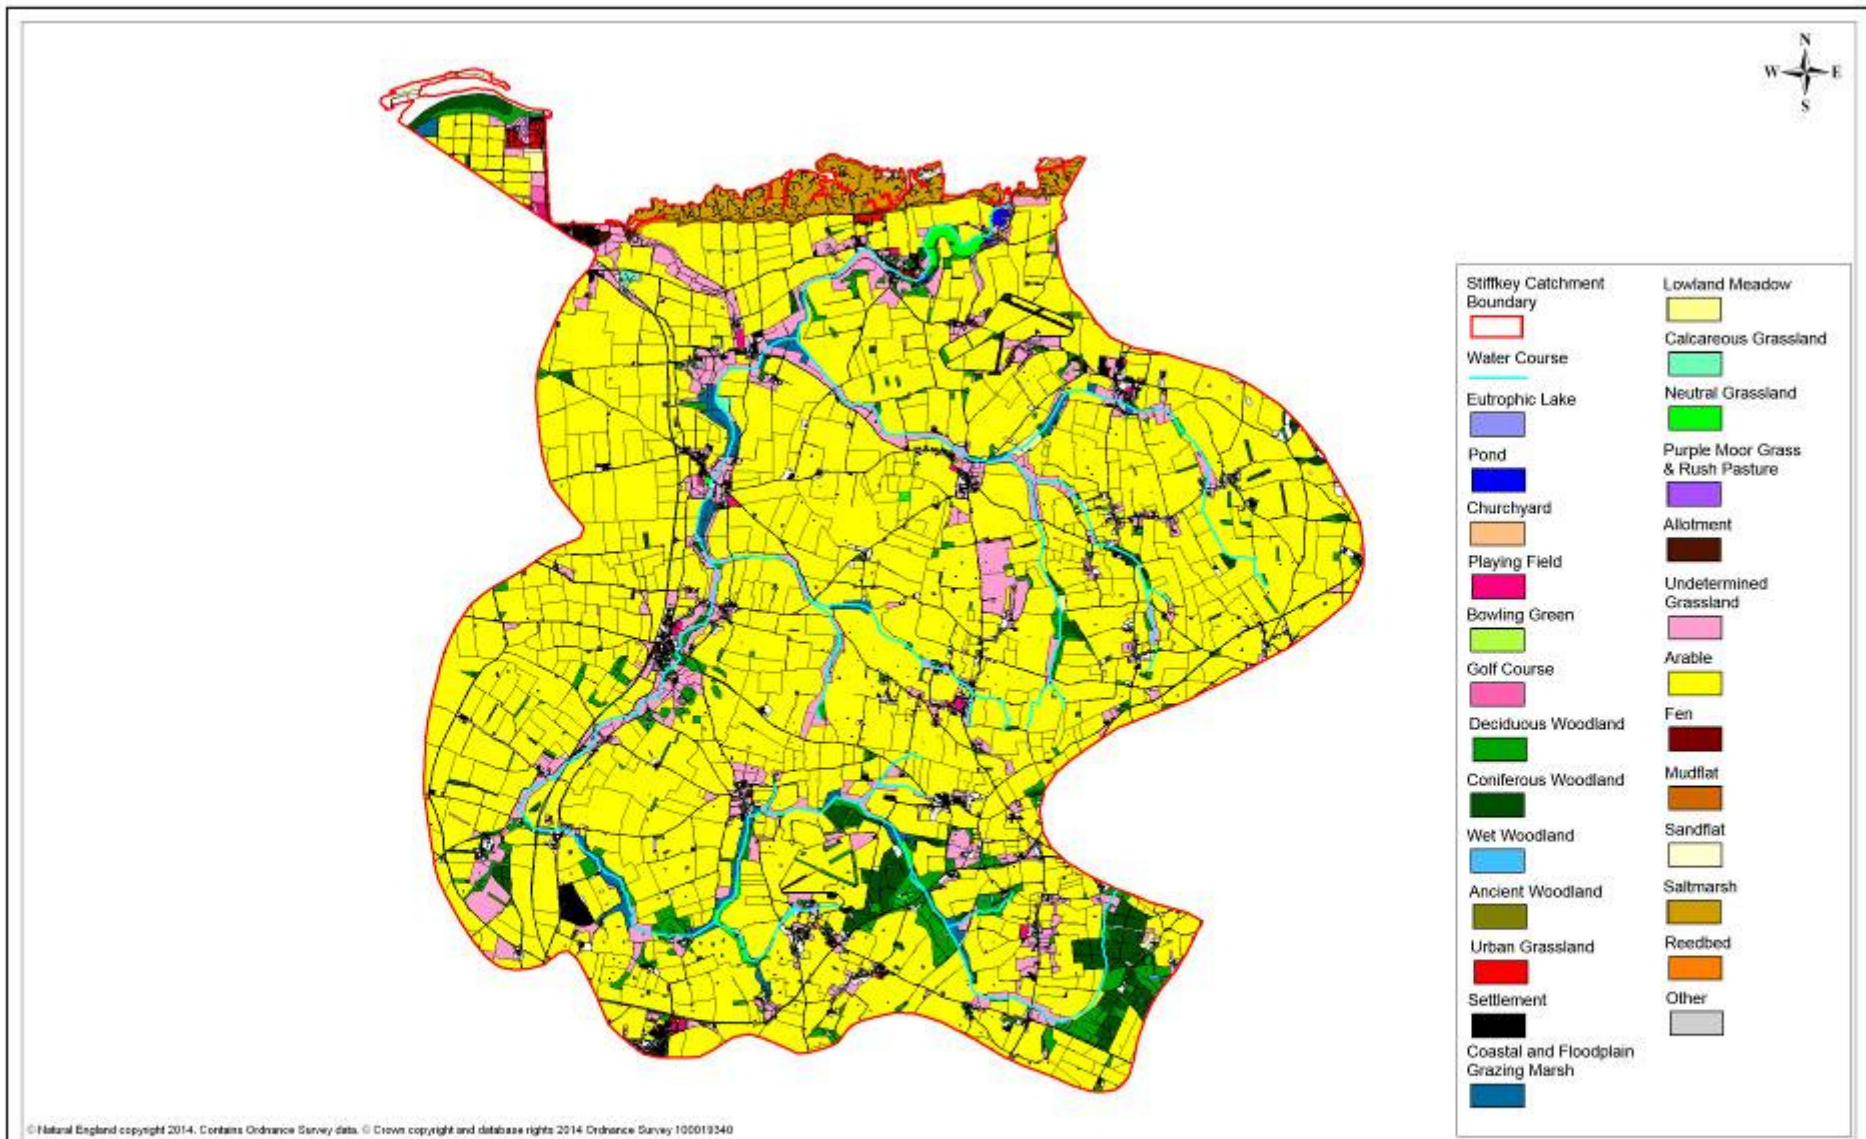 N
W E
S
Stiffkey Catchment
Boundary
Water Course
Eutrophic Lake
Pond
Churchyard
Playing Field
Bowling Green
Golf Course
Deciduous Woodland
Coniferous Woodland
Wet Woodland
Ancient Woodland
Urban Grassland
Settlement
Coastal and Floodplain
Grazing Marsh
Lowland Meadow
Calcareous Grassland
Neutral Grassland
Purple Moor Grass
& Rush Pasture
Allotment
Undetermined
Grassland
Arable
Fen
Mudflat
Sandflat
Saltmarsh
Reedbed
Other
© Natural England copyright 2014. Contains Ordnance Survey data. © Crown copyright and database rights 2014 Ordnance Survey 100019340